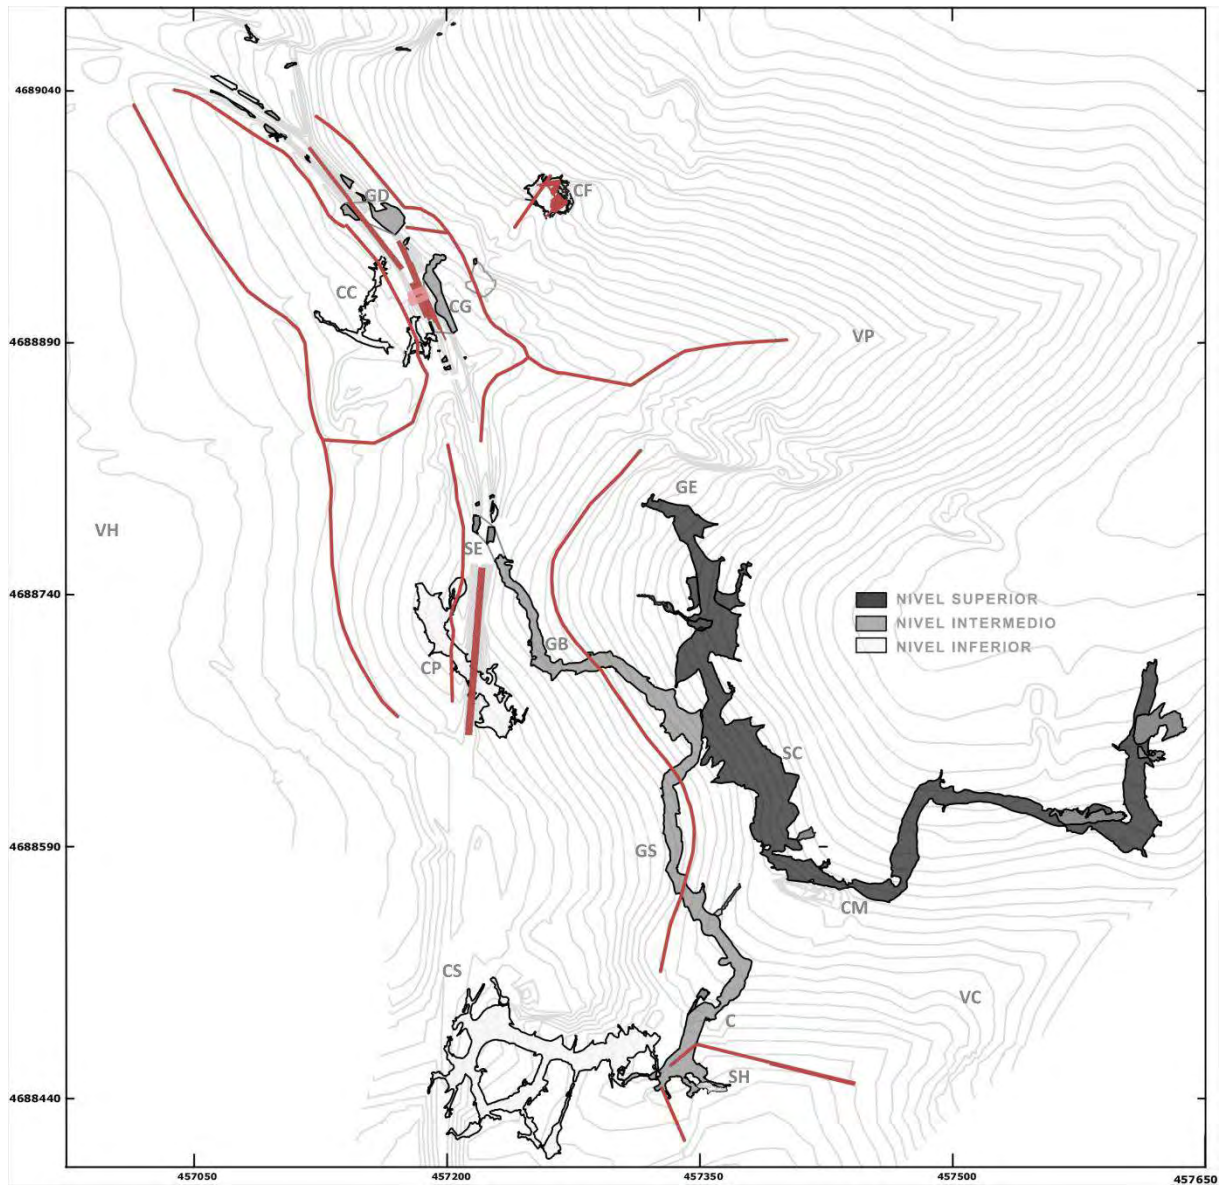 4689040
CF
GD
CC
CG
4688890
VP
GE
VH
SE
NIVEL SUPERIOR
4688740
NIVEL INTERMEDIO
GB
NIVEL INFERIOR
CP
SC
4688590
GS
CM
CS
VC
C
SH
4688440
457050
457200
457350
457500
457650